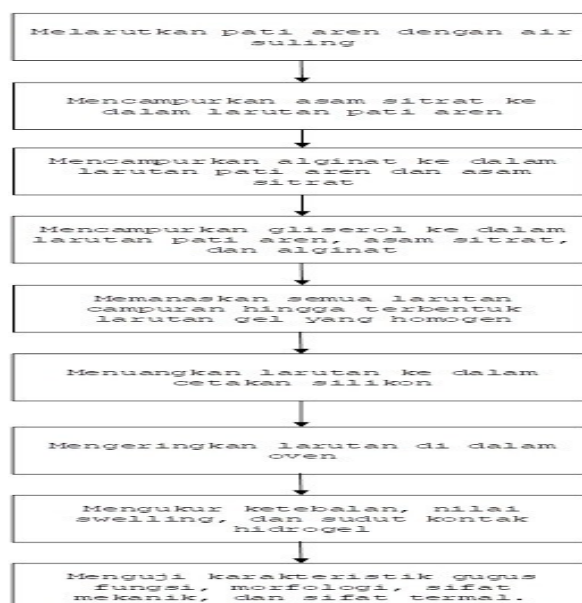 Melarutkan pati aren dengan air
suling
Mencampurkan asam sitrat ke
dalam larutan pati aren
Mencampurkan alginat ke dalam
larutan pati aren dan asam
sitrat
Mencampurkan gliserol ke dalam
larutan pati aren, asam sitrat,
dan alginat
Memanaskan semua larutan
campuran hingga terbentuk
larutan gel yang homogen
Menuangkan larutan ke dalam
cetakan silikon
Mengeringkan larutan di dalam
oven
Mengukur ketebalan, nilai
swelling, dan sudut kontak
hidrogel
Menguji karakteristik gugus
fungsi, morfologi, sifat
mekanik, dan sifat termal.